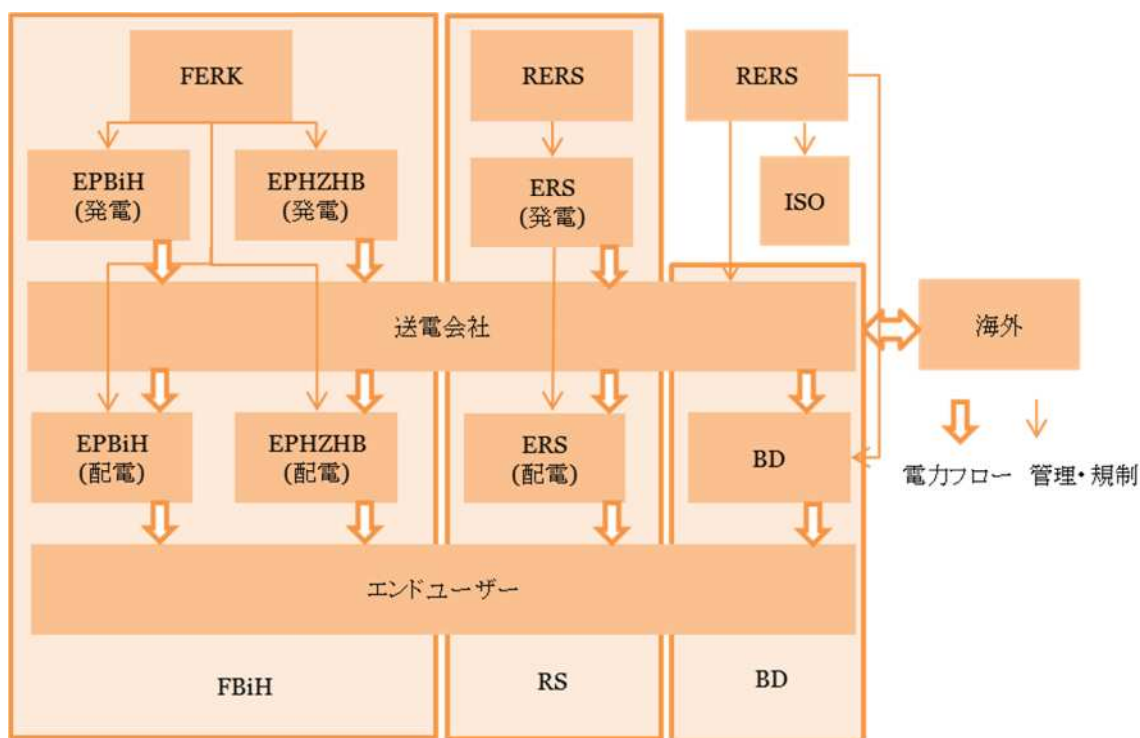 FERK
RERS
RERS
EPBiH
(発電)
EPHZHB
(発電)
ERS
(発電)
ISO
送電会社
海外
EPBiH
(配電)
EPHZHB
(配電)
ERS
(配電)
BD
電力フロー
管理・規制
エンドユーザー
FBiH
RS
BD